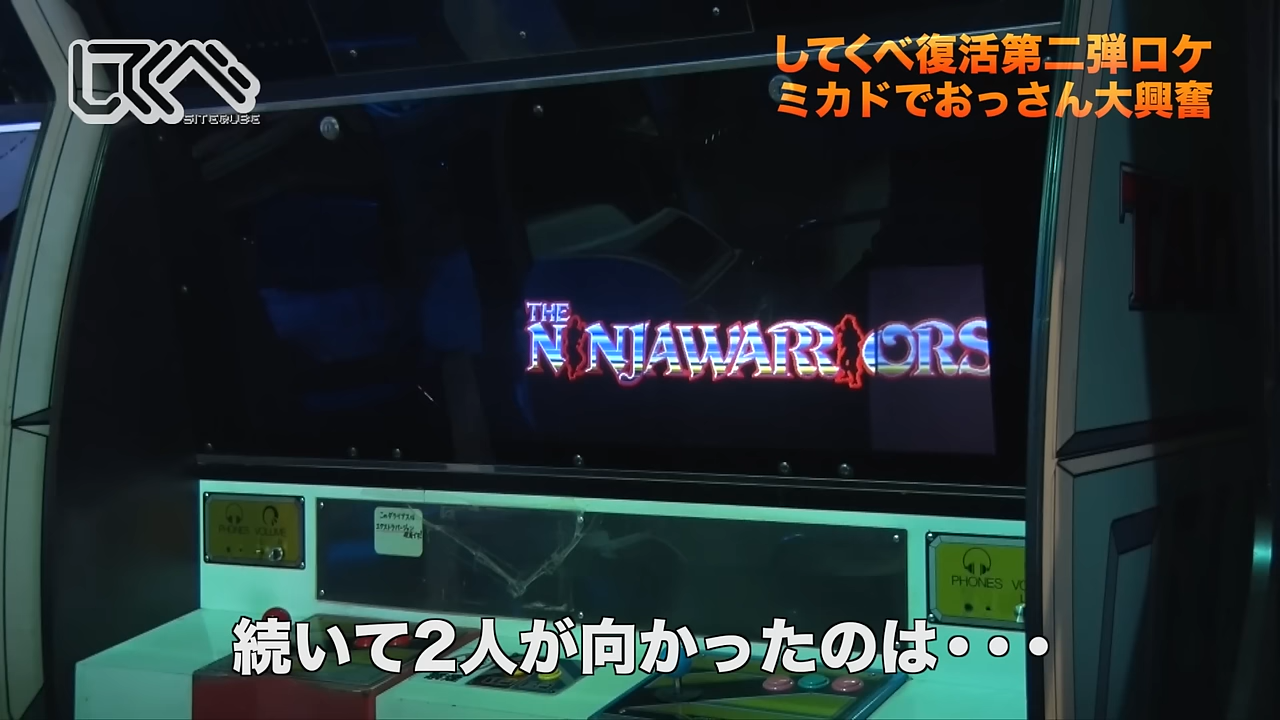 してくべ
SITEQUBE
してくべ復活第二弾ロケ
ミカドでおっさん大興奮
THE
NINJAWARRIORS
PHONES VOLUME
PHONES
続いて2人が向かったのは・・・